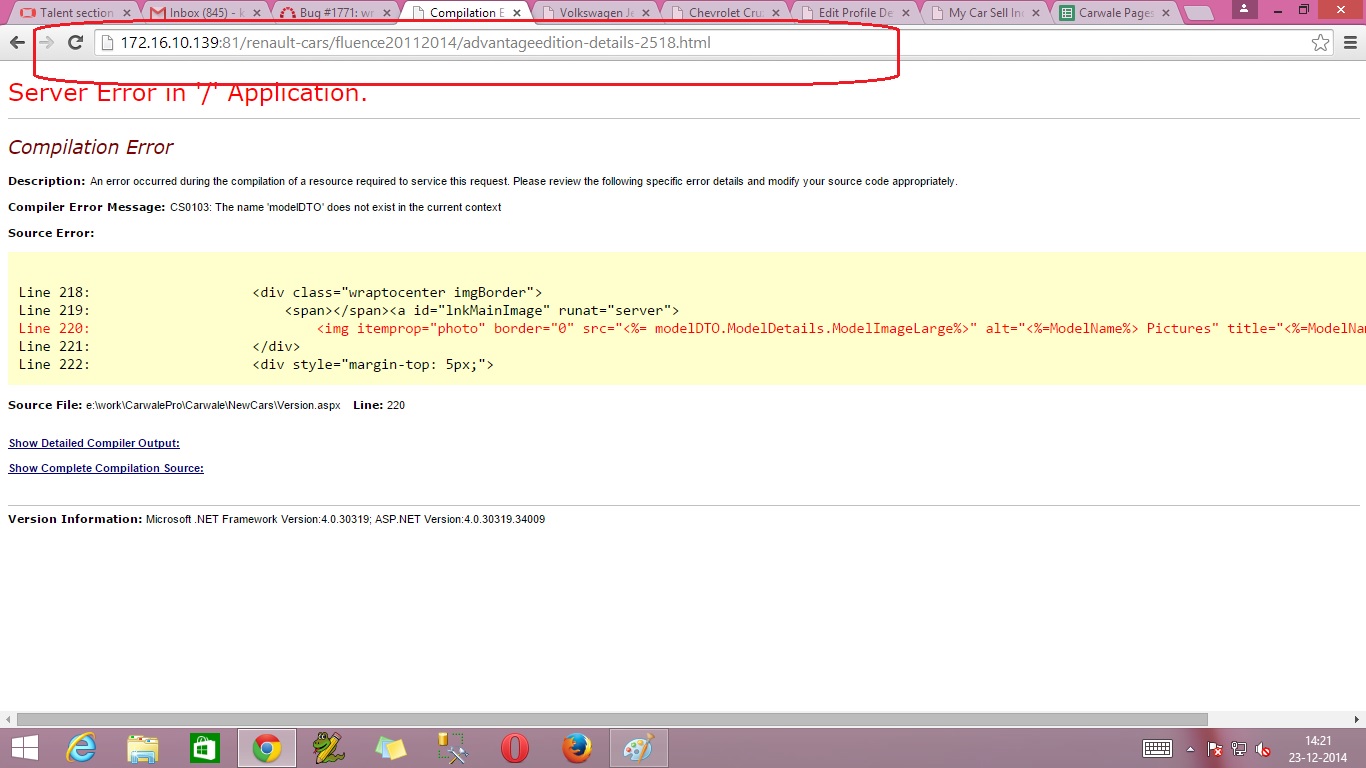 Talent section
Inbox (845) - k
Bug #1771: wr
Compilation E
Volkswagen Je
Chevrolet Cru
Edit Profile De
My Car Sell Inq
Carwale Pages
172.16.10.139:81/renault-cars/fluence20112014/advantageedition-details-2518.html
Server Error in '/' Application.
Compilation Error
Description: An error occurred during the compilation of a resource required to service this request. Please review the following specific error details and modify your source code appropriately.
Compiler Error Message: CS0103: The name 'modelDTO' does not exist in the current context
Source Error:
Line 218: <div class="wraptocenter imgBorder">
Line 219: <span></span><a id="lnkMainImage" runat="server">
Line 220: <img itemprop="photo" border="0" src="<%= modelDTO.ModelDetails.ModelImageLarge%>" alt="<%=ModelName%> Pictures" title="<%=ModelNam
Line 221: </div>
Line 222: <div style="margin-top: 5px;">
Source File: e:\work\CarwalePro\Carwale\NewCars\Version.aspx Line: 220
Show Detailed Compiler Output:
Show Complete Compilation Source:
Version Information: Microsoft .NET Framework Version:4.0.30319; ASP.NET Version:4.0.30319.34009
14:21
23-12-2014